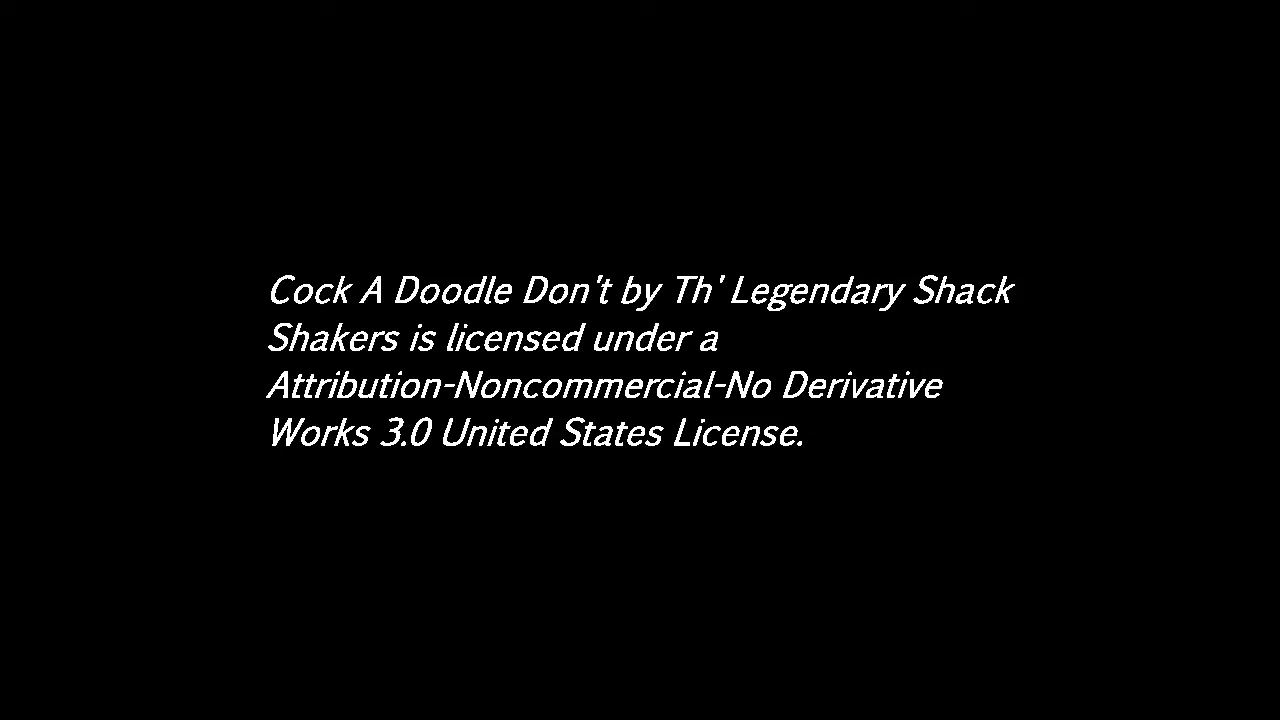 Cock A Doodle Don't by Th' Legendary Shack
Shakers is licensed under a
Attribution-Noncommercial-No Derivative
Works 3.0 United States License.